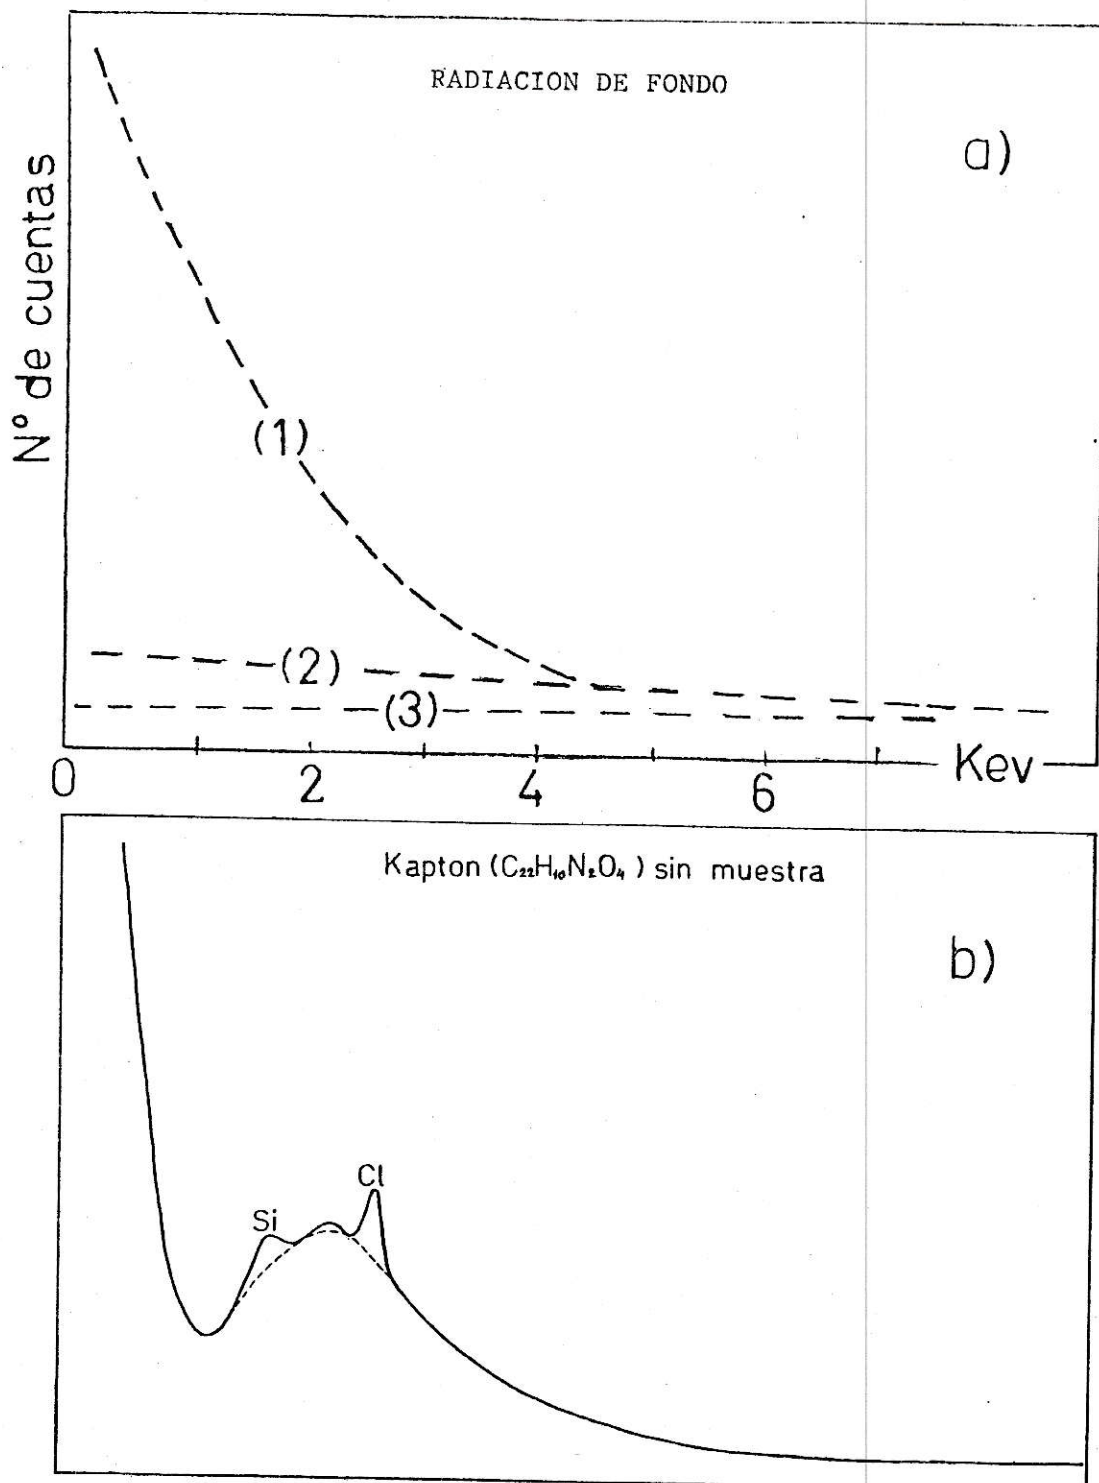 RADIACION DE FONDO
a)
N° de cuentas
(1)
(2)
(3)
0 2 4 6 Kev
Kapton (C₂₂H₁₀N₂O₄) sin muestra
b)
Si
Cl